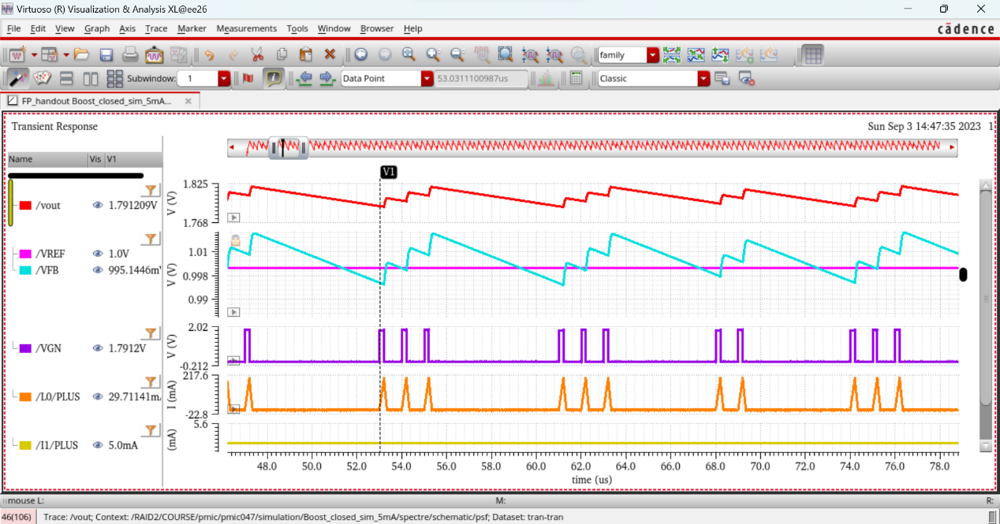 Virtuoso (R) Visualization & Analysis XL@ee26
File Edit View Graph Axis Trace Marker Measurements Tools Window Browser Help
cādence
family
Subwindow: 1
Data Point
53.0311100987us
Classic
FP_handout Boost_closed_sim_5mA...
Transient Response
Sun Sep 3 14:47:35 2023 1
Name Vis V1
V1
/vout 1.791209V
/VREF 1.0V
/VFB 995.1446m
/VGN 1.7912V
/L0/PLUS 29.71141m
/I1/PLUS 5.0mA
V (V)
1.825
1.768
V (V)
1.01
0.998
0.99
V (V)
2.02
-0.212
I (mA)
217.6
-22.8
(mA)
5.6
48.0 50.0 52.0 54.0 56.0 58.0 60.0 62.0 64.0 66.0 68.0 70.0 72.0 74.0 76.0 78.0
time (us)
mouse L: M: R:
46(106) Trace: /vout; Context: /RAID2/COURSE/pmic/pmic047/simulation/Boost_closed_sim_5mA/spectre/schematic/psf; Dataset: tran-tran